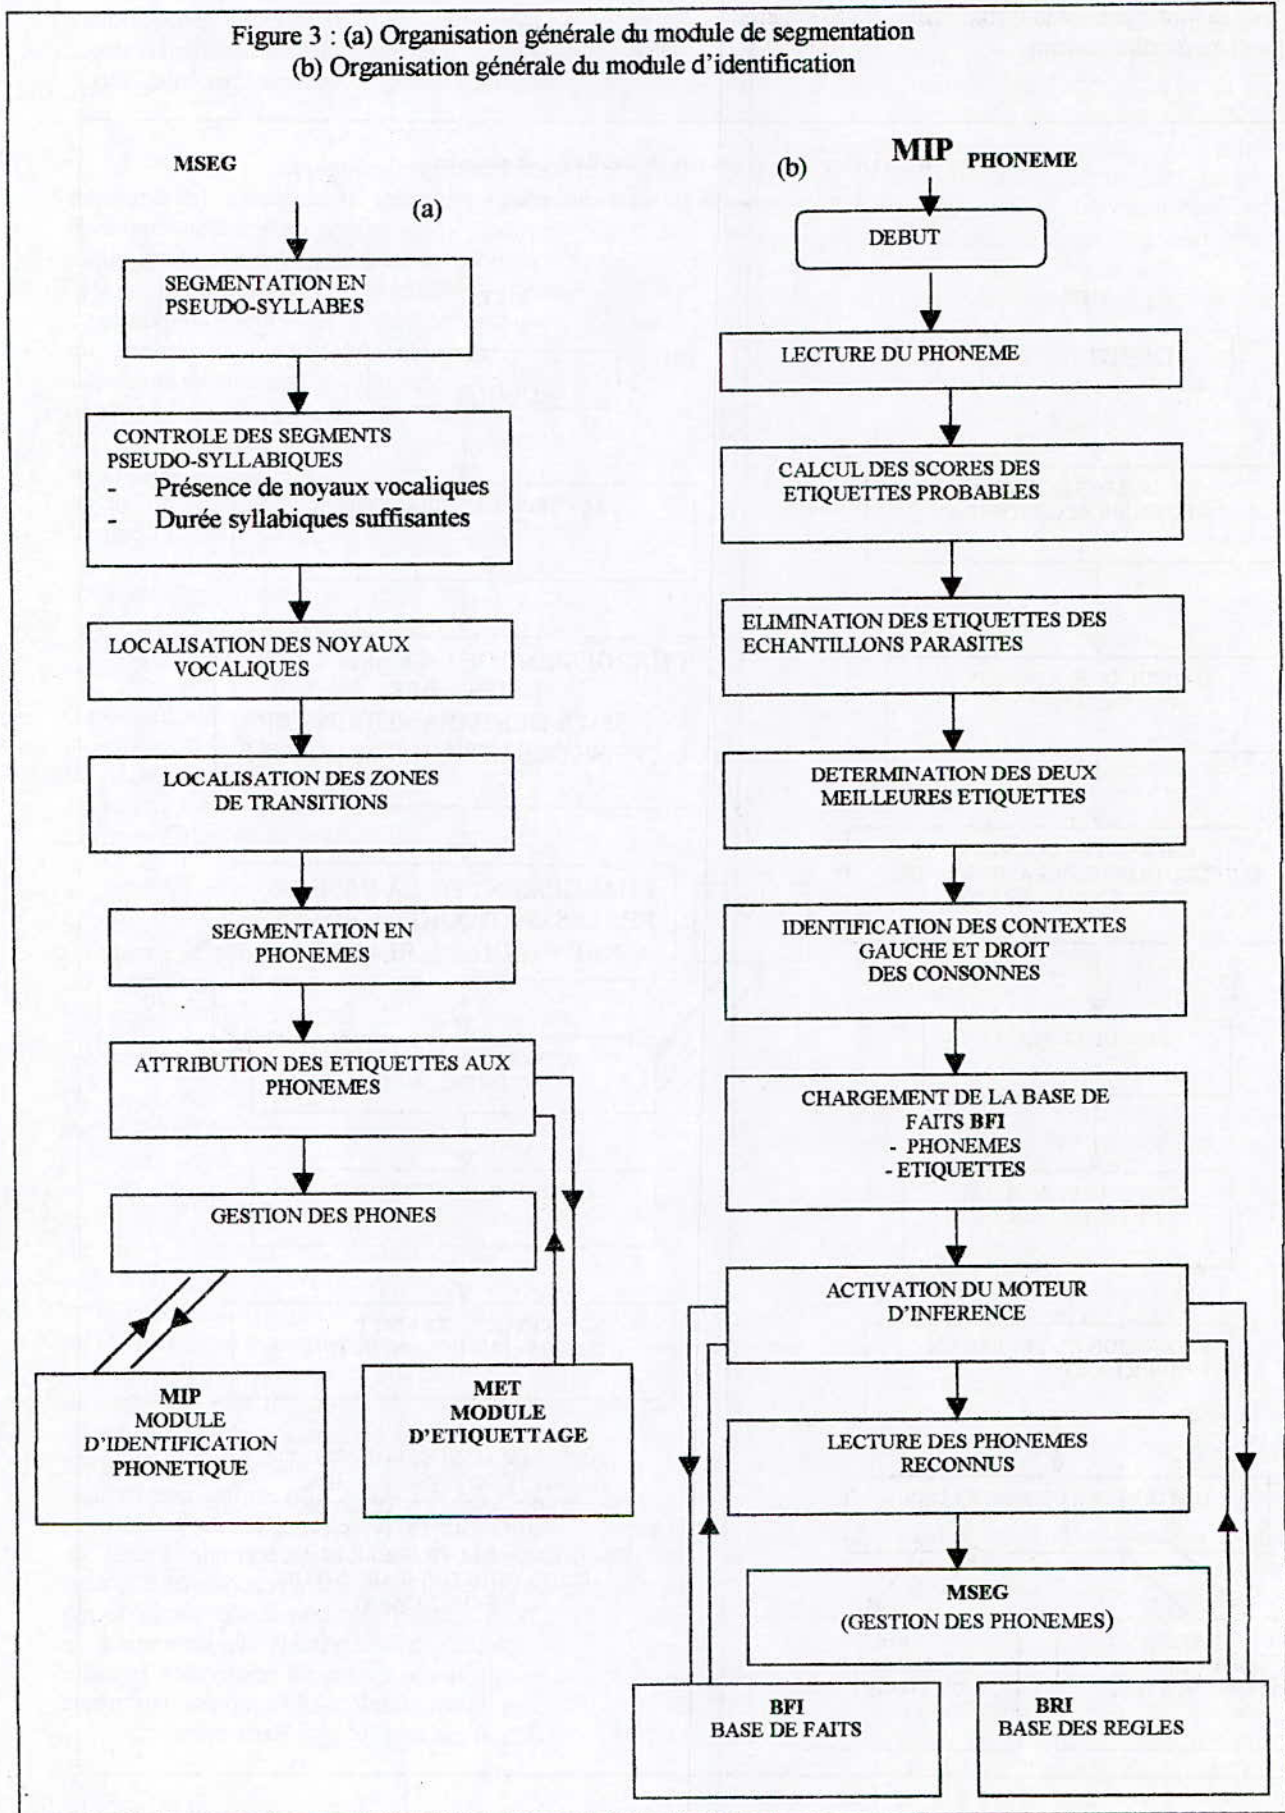 Figure 3 : (a) Organisation générale du module de segmentation
(b) Organisation générale du module d'identification
MSEG
(a)
SEGMENTATION EN
PSEUDO-SYLLABES
CONTROLE DES SEGMENTS
PSEUDO-SYLLABIQUES
- Présence de noyaux vocaliques
- Durée syllabiques suffisantes
LOCALISATION DES NOYAUX
VOCALIQUES
LOCALISATION DES ZONES
DE TRANSITIONS
SEGMENTATION EN
PHONEMES
ATTRIBUTION DES ETIQUETTES AUX
PHONEMES
GESTION DES PHONES
MIP
MODULE
D'IDENTIFICATION
PHONETIQUE
MET
MODULE
D'ETIQUETTAGE
(b)
MIP PHONEME
DEBUT
LECTURE DU PHONEME
CALCUL DES SCORES DES
ETIQUETTES PROBABLES
ELIMINATION DES ETIQUETTES DES
ECHANTILLONS PARASITES
DETERMINATION DES DEUX
MEILLEURES ETIQUETTES
IDENTIFICATION DES CONTEXTES
GAUCHE ET DROIT
DES CONSONNES
CHARGEMENT DE LA BASE DE
FAITS BFI
- PHONEMES
-ETIQUETTES
ACTIVATION DU MOTEUR
D'INFERENCE
LECTURE DES PHONEMES
RECONNUS
MSEG
(GESTION DES PHONEMES)
BFI
BASE DE FAITS
BRI
BASE DES REGLES